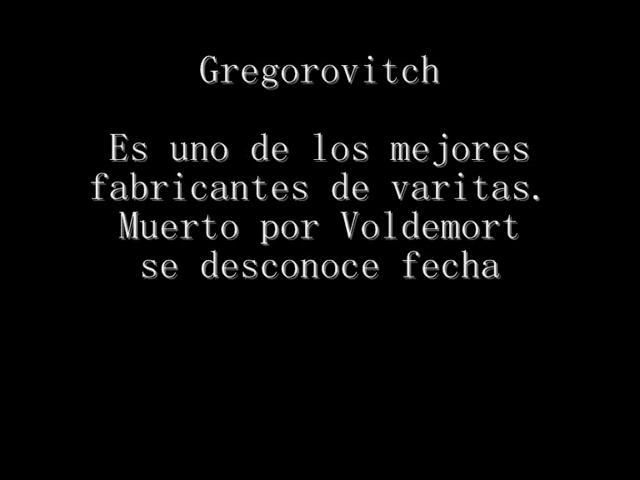 Gregorovitch
Es uno de los mejores
fabricantes de varitas.
Muerto por Voldemort
se desconoce fecha